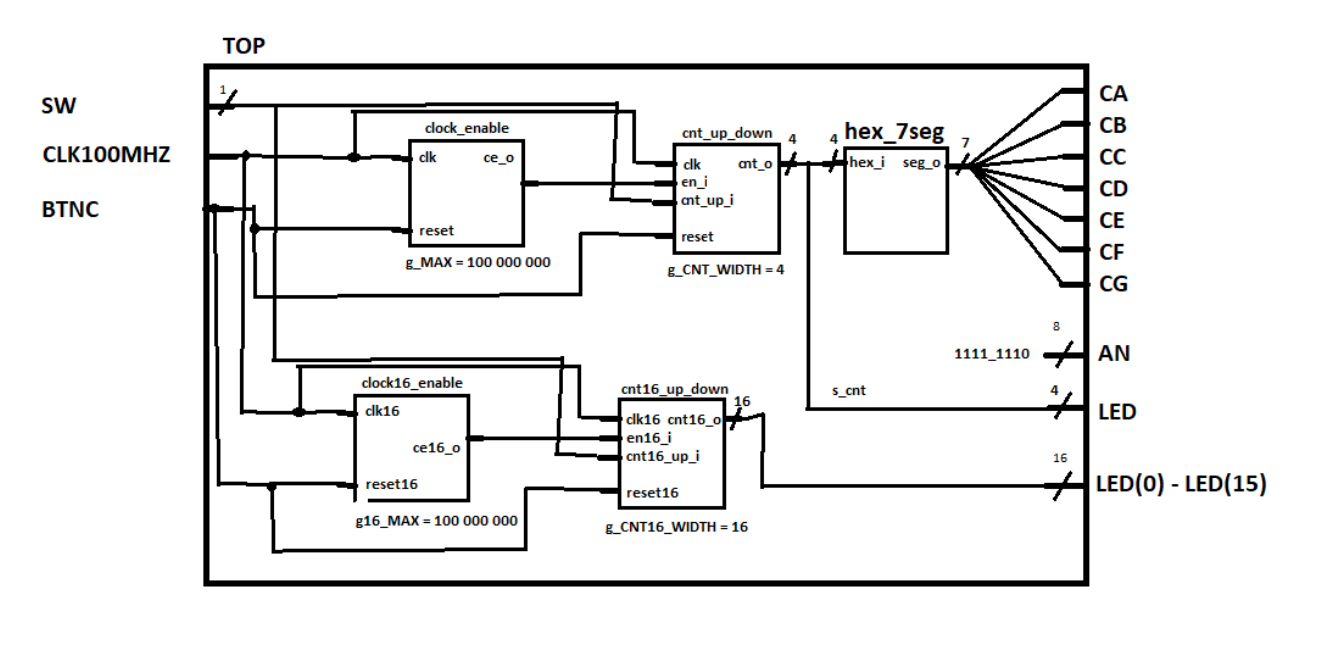 TOP
SW
1
CLK100MHZ
BTNC
clock_enable
clk
ce_o
reset
g_MAX = 100 000 000
cnt_up_down
clk
cnt_o
en_i
cnt_up_i
reset
g_CNT_WIDTH = 4
4
4
hex_7seg
hex_i
seg_o
7
CA
CB
CC
CD
CE
CF
CG
8
1111_1110
AN
s_cnt
4
LED
clock16_enable
clk16
ce16_o
reset16
g16_MAX = 100 000 000
cnt16_up_down
clk16 cnt16_o
en16_i
cnt16_up_i
reset16
g_CNT16_WIDTH = 16
16
16
LED(0) - LED(15)